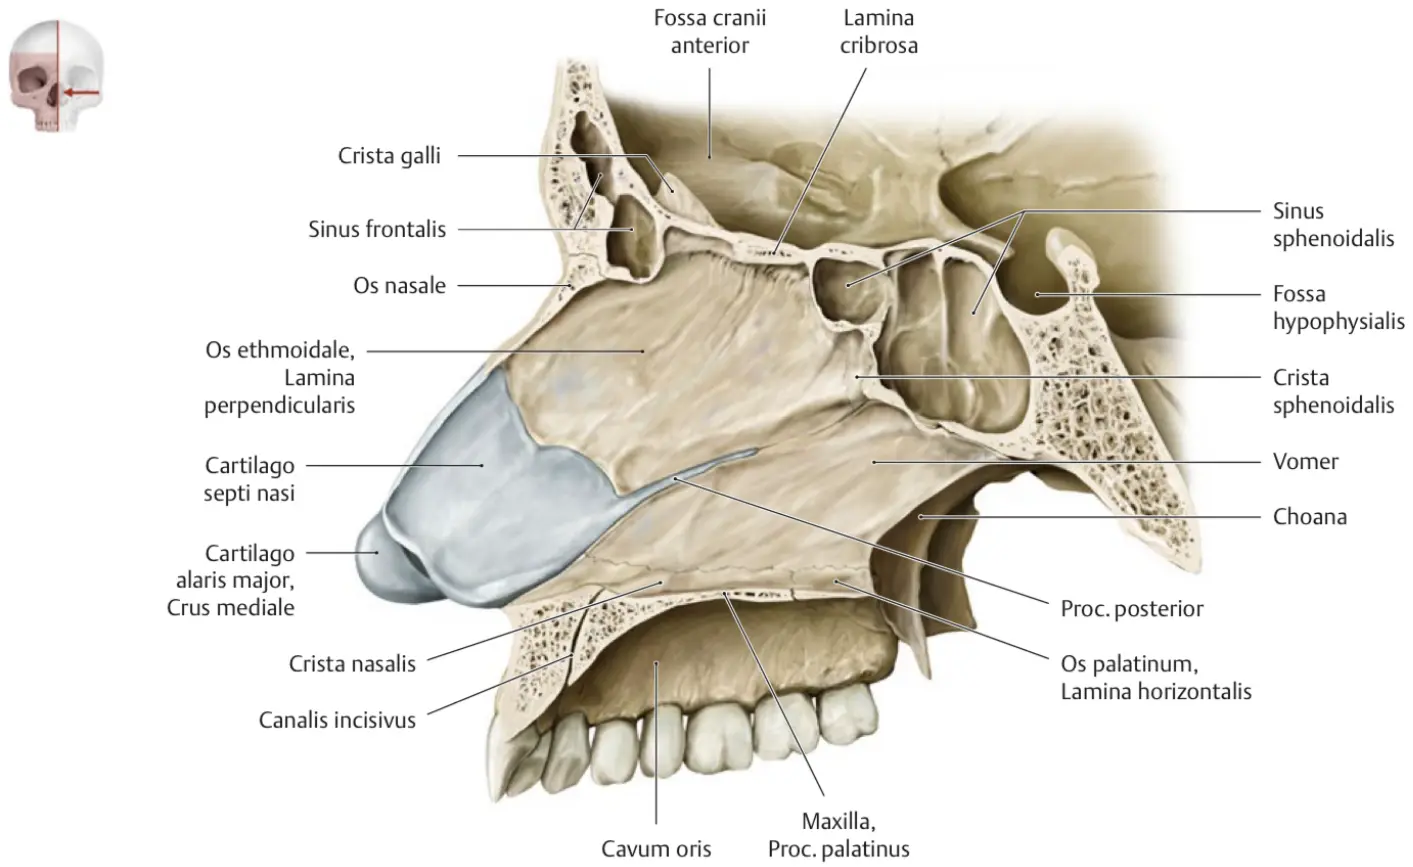 Fossa cranii
anterior
Lamina
cribrosa
Crista galli
Sinus frontalis
Os nasale
Os ethmoidale,
Lamina
perpendicularis
Cartilago
septi nasi
Cartilago
alaris major,
Crus mediale
Crista nasalis
Canalis incisivus
Cavum oris
Maxilla,
Proc. palatinus
Sinus
sphenoidalis
Fossa
hypophysialis
Crista
sphenoidalis
Vomer
Choana
Proc. posterior
Os palatinum,
Lamina horizontalis